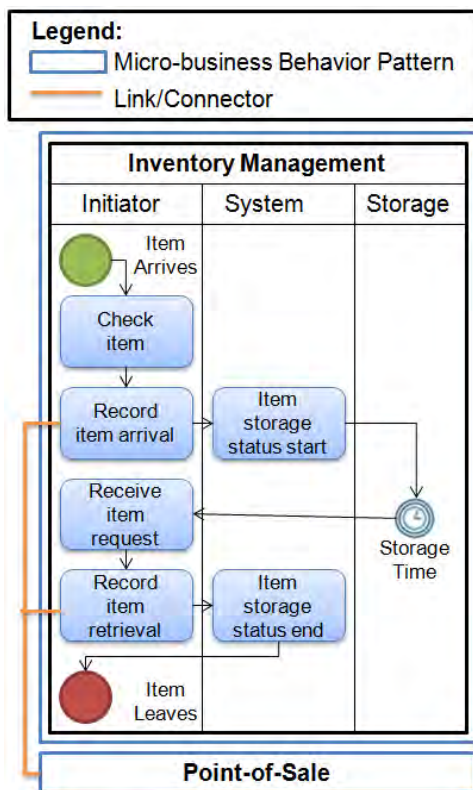 Legend:
Micro-business Behavior Pattern
Link/Connector
Inventory Management
Initiator
System
Storage
Item
Arrives
Check
item
Record
item arrival
Item
storage
status start
Receive
item
request
Storage
Time
Record
item
retrieval
Item
storage
status end
Item
Leaves
Point-of-Sale